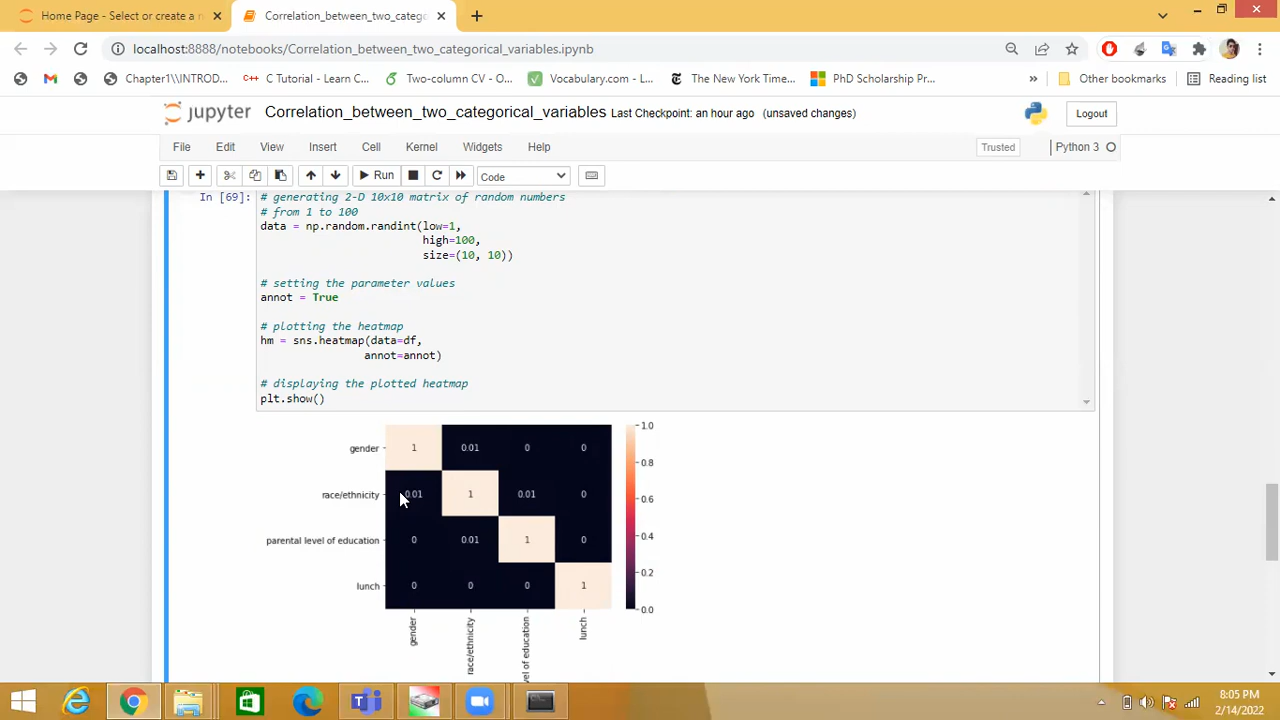 Home Page - Select or create a n
Correlation_between_two_catego
localhost:8888/notebooks/Correlation_between_two_categorical_variables.ipynb
Chapter1\\INTROD...
C Tutorial - Learn C...
Two-column CV - O...
Vocabulary.com - L...
The New York Time...
PhD Scholarship Pr...
»
Other bookmarks
Reading list
jupyter
Correlation_between_two_categorical_variables Last Checkpoint: an hour ago (unsaved changes)
Logout
File
Edit
View
Insert
Cell
Kernel
Widgets
Help
Trusted
Python 3
Run
Code
In [69]:
# generating 2-D 10x10 matrix of random numbers
# from 1 to 100
data = np.random.randint(low=1,
high=100,
size=(10, 10))
# setting the parameter values
annot = True
# plotting the heatmap
hm = sns.heatmap(data=df,
annot=annot)
# displaying the plotted heatmap
plt.show()
gender 1 0.01 0 0
race/ethnicity 0.01 1 0.01 0
parental level of education 0 0.01 1 0
lunch 0 0 0 1
gender
race/ethnicity
el of education
lunch
1.0
0.8
0.6
0.4
0.2
0.0
8:05 PM
2/14/2022